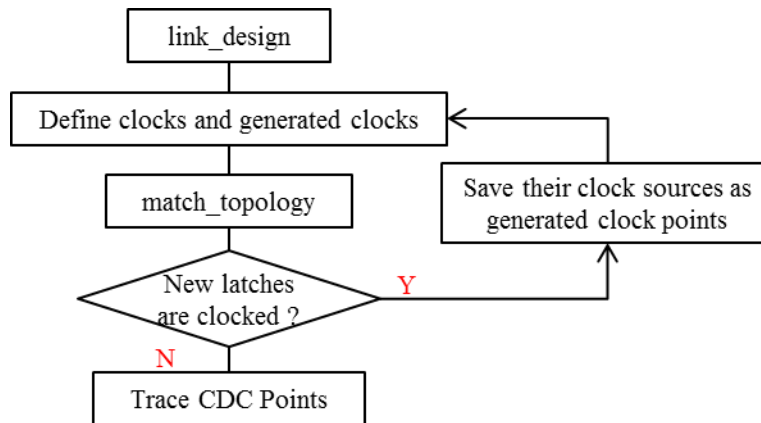 link_design
Define clocks and generated clocks
match_topology
Save their clock sources as
generated clock points
New latches
are clocked ?
Y
N
Trace CDC Points